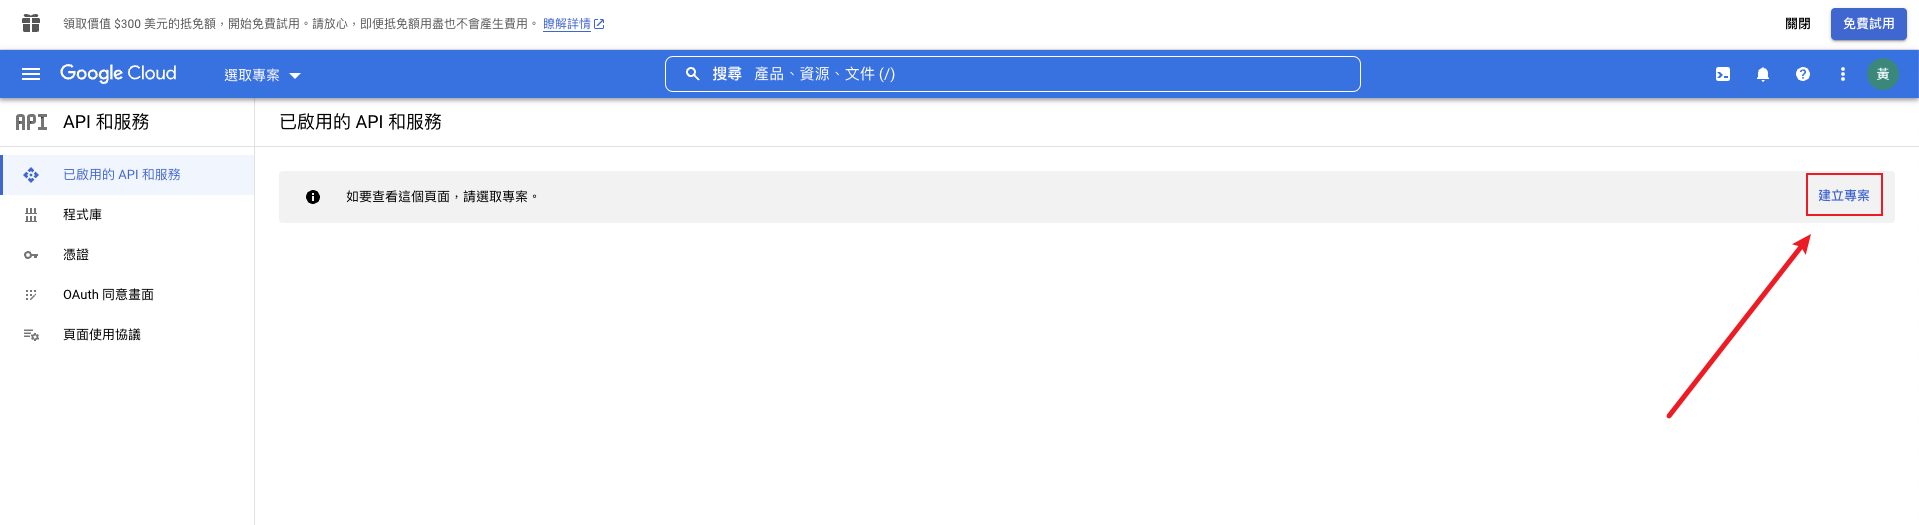 領取價值 $300 美元的抵免額，開始免費試用。請放心，即便抵免額用盡也不會產生費用。 瞭解詳情
關閉
免費試用
Google Cloud
選取專案
搜尋 產品、資源、文件 (/)
黃
API API 和服務
已啟用的 API 和服務
已啟用的 API 和服務
程式庫
憑證
OAuth 同意畫面
頁面使用協議
如要查看這個頁面，請選取專案。
建立專案